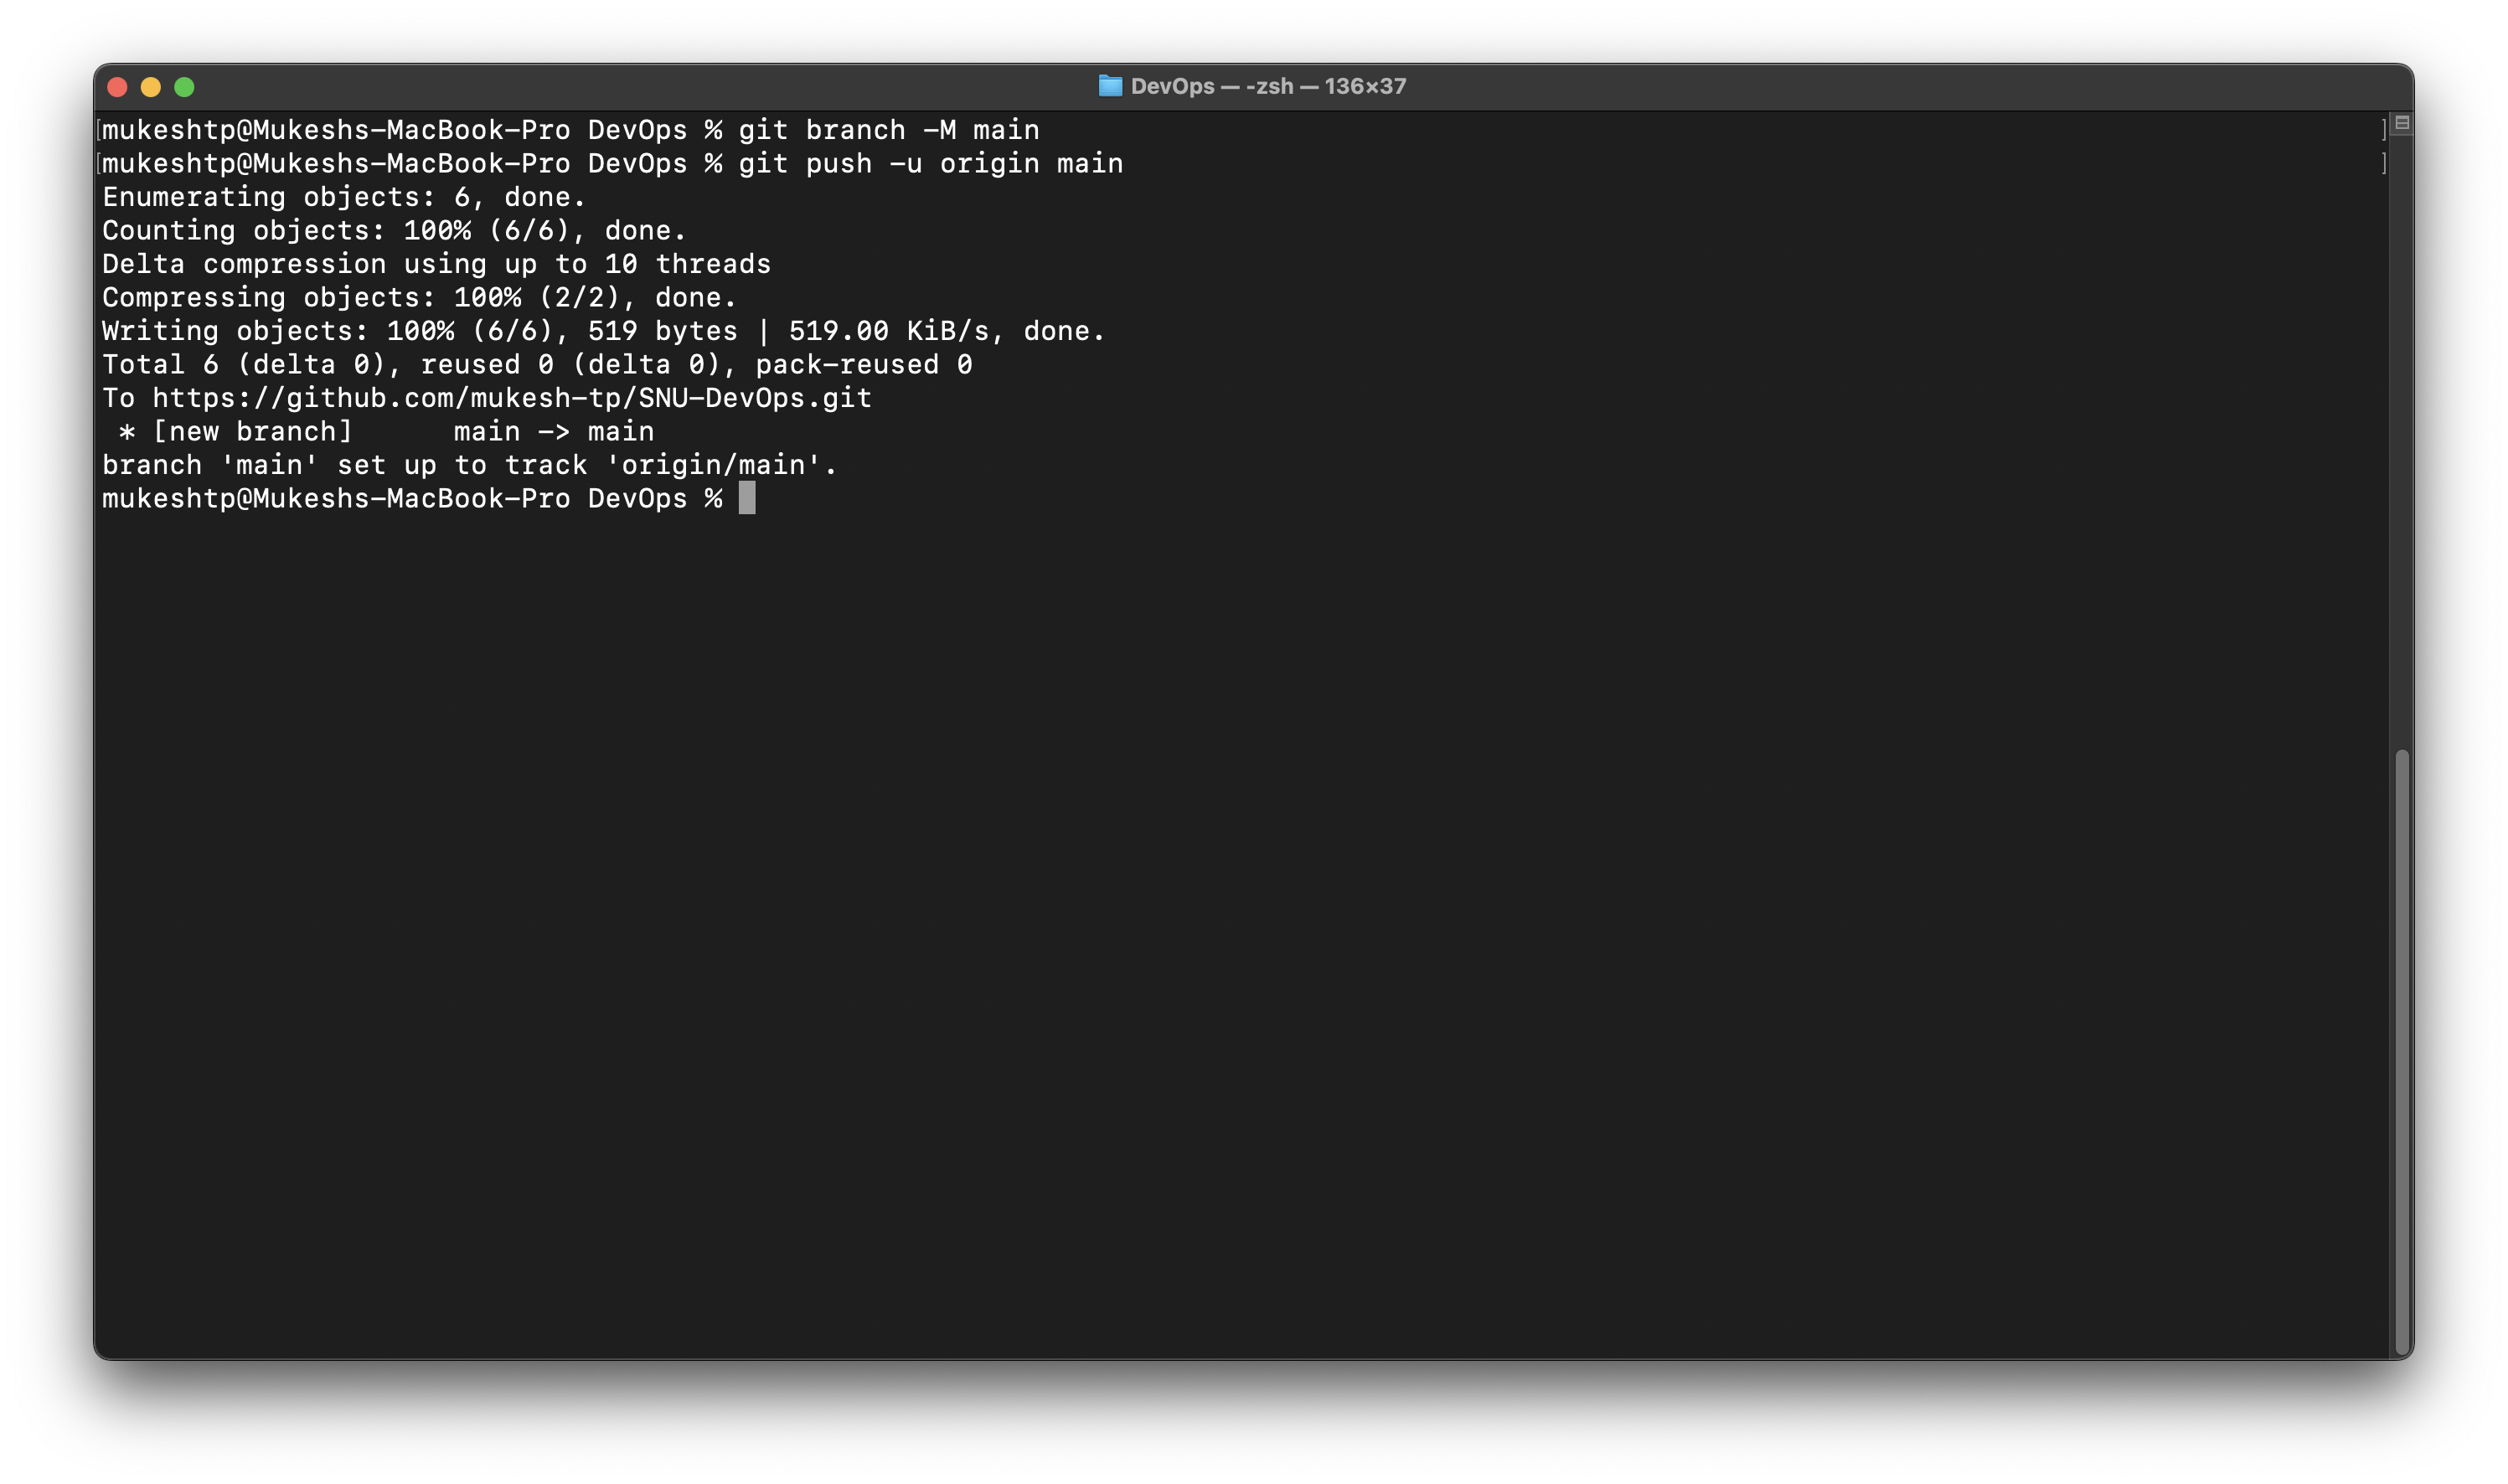 DevOps — -zsh — 136×37
[mukeshtp@Mukeshs-MacBook-Pro DevOps % git branch -M main ]
[mukeshtp@Mukeshs-MacBook-Pro DevOps % git push -u origin main ]
Enumerating objects: 6, done.
Counting objects: 100% (6/6), done.
Delta compression using up to 10 threads
Compressing objects: 100% (2/2), done.
Writing objects: 100% (6/6), 519 bytes | 519.00 KiB/s, done.
Total 6 (delta 0), reused 0 (delta 0), pack-reused 0
To https://github.com/mukesh-tp/SNU-DevOps.git
 * [new branch]      main -> main
branch 'main' set up to track 'origin/main'.
mukeshtp@Mukeshs-MacBook-Pro DevOps %